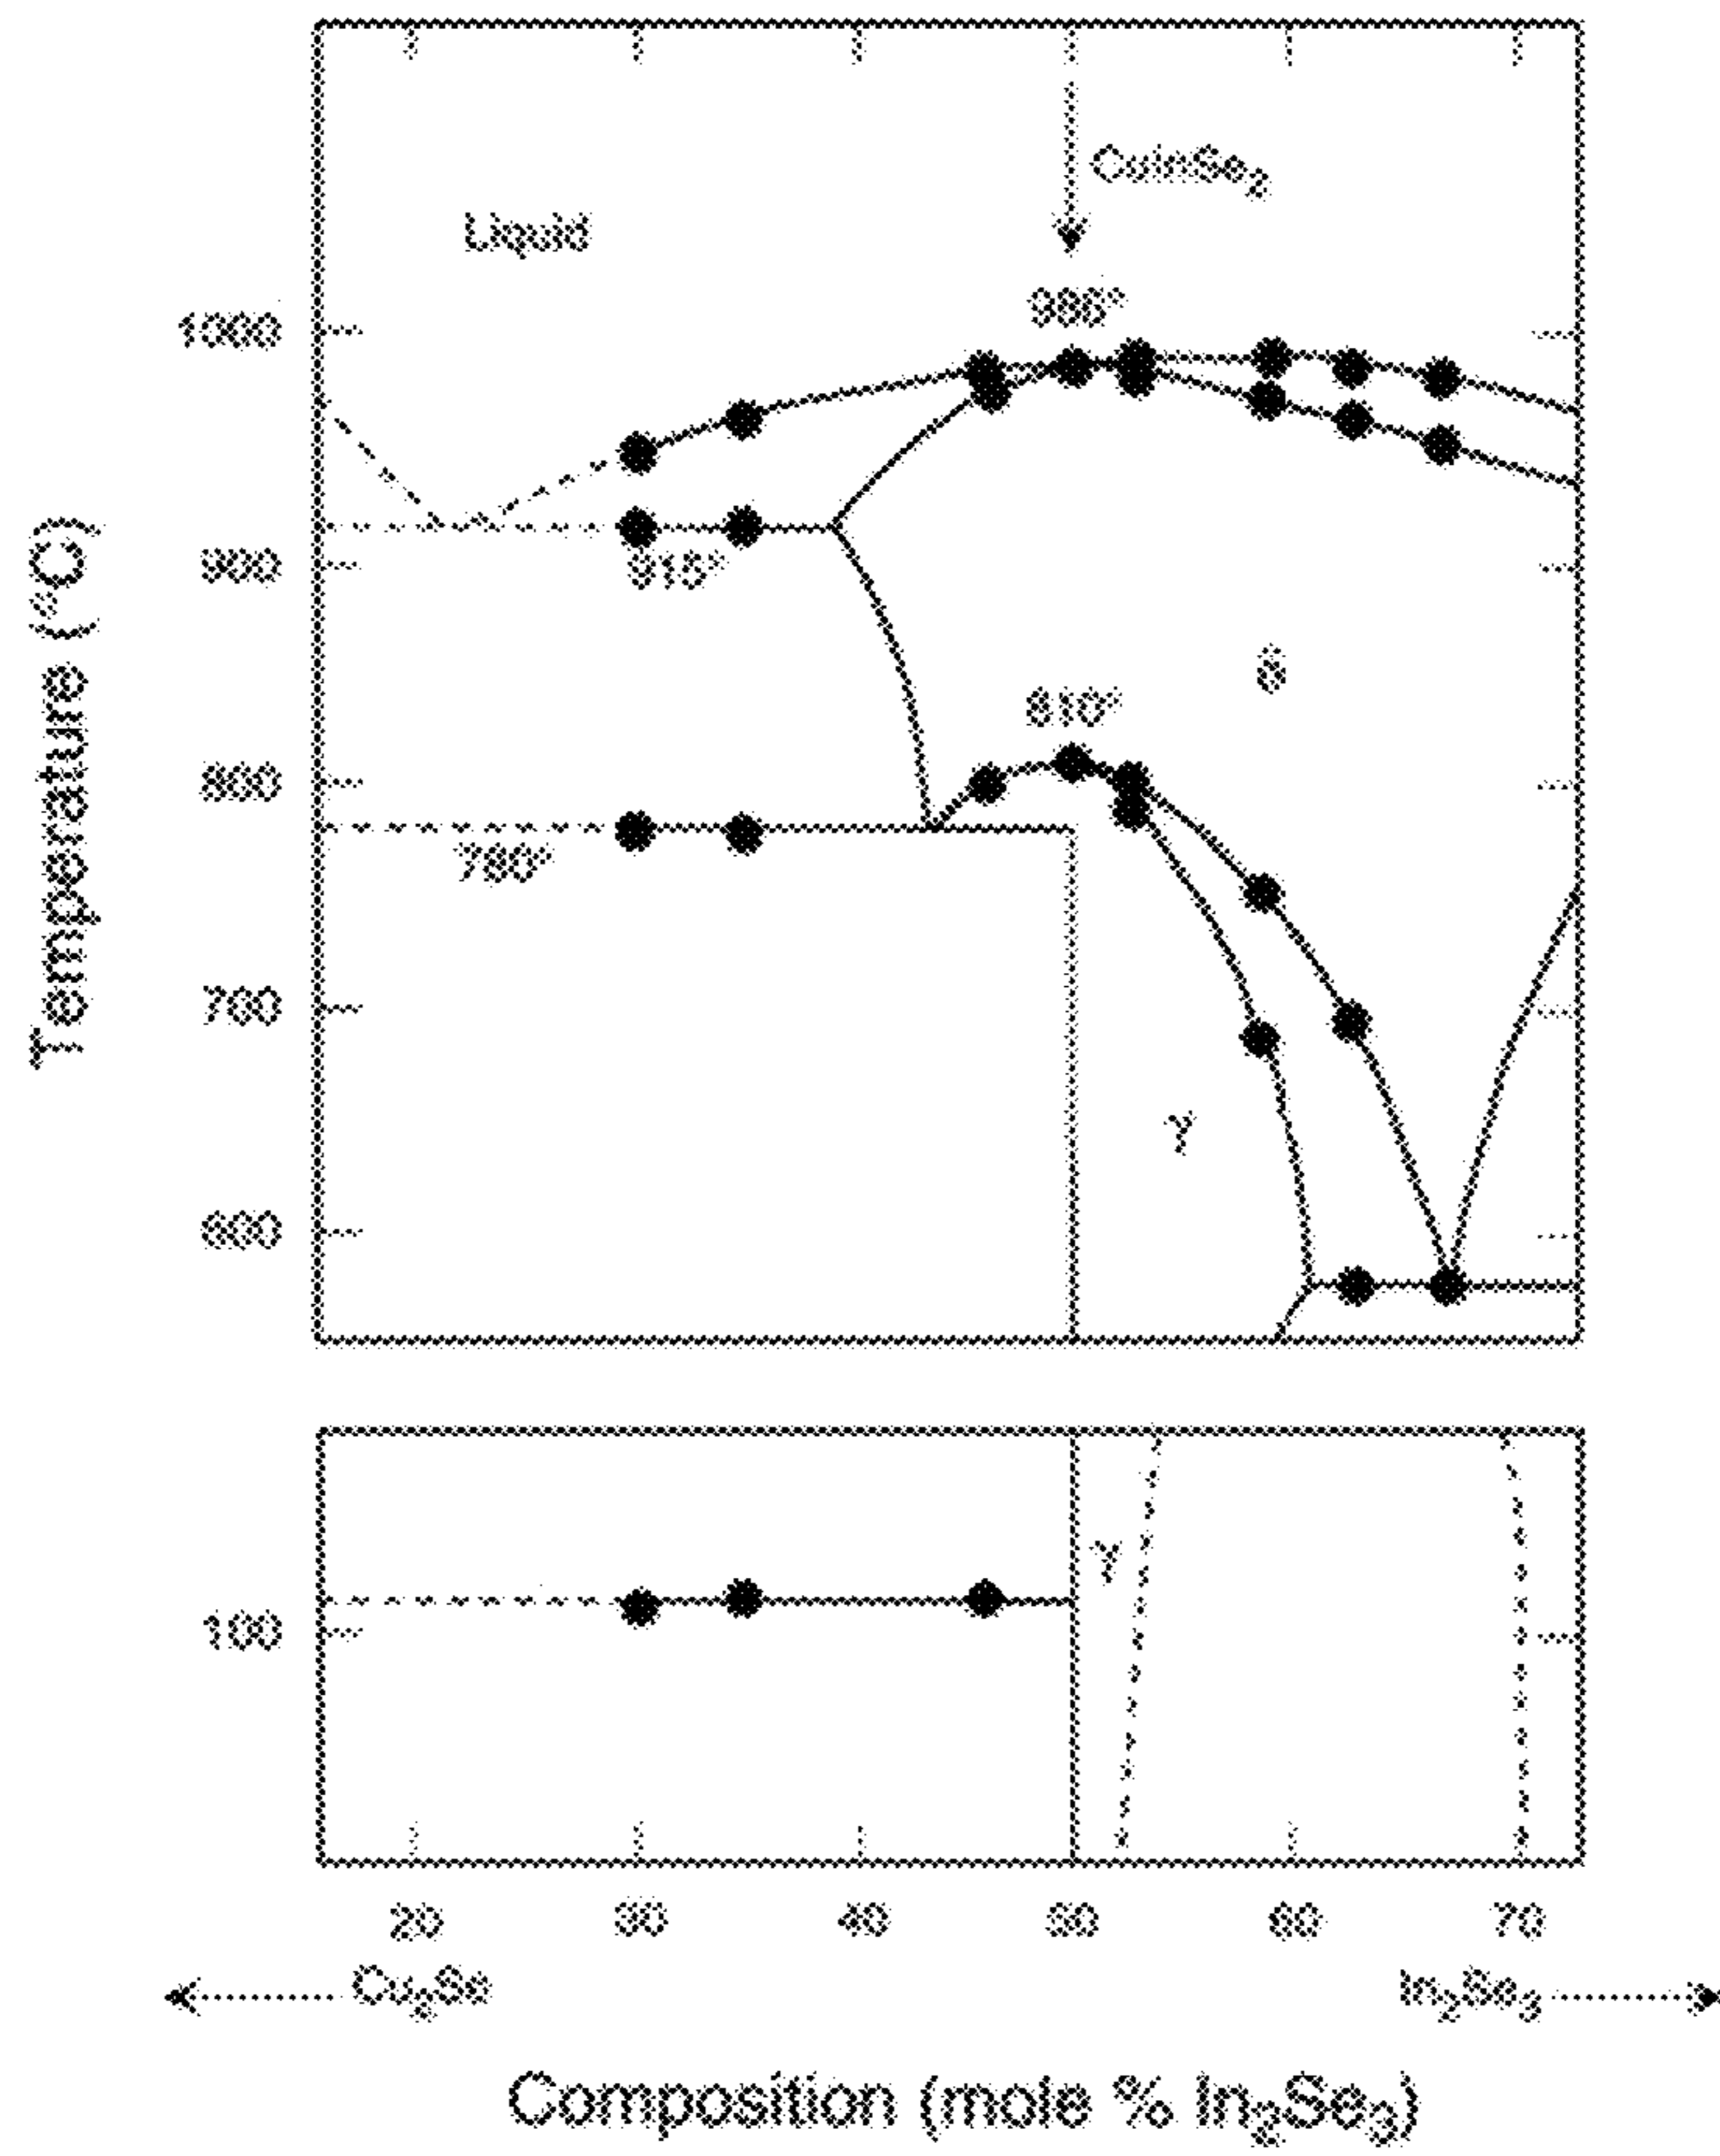 Liquid
CuInSe2
986°
1000
915°
900
δ
810°
800
780°
700
γ
600
Temperature (°C)
γ
100
20 30 40 50 60 70
In2Se3
Composition (mole % In2Se3)